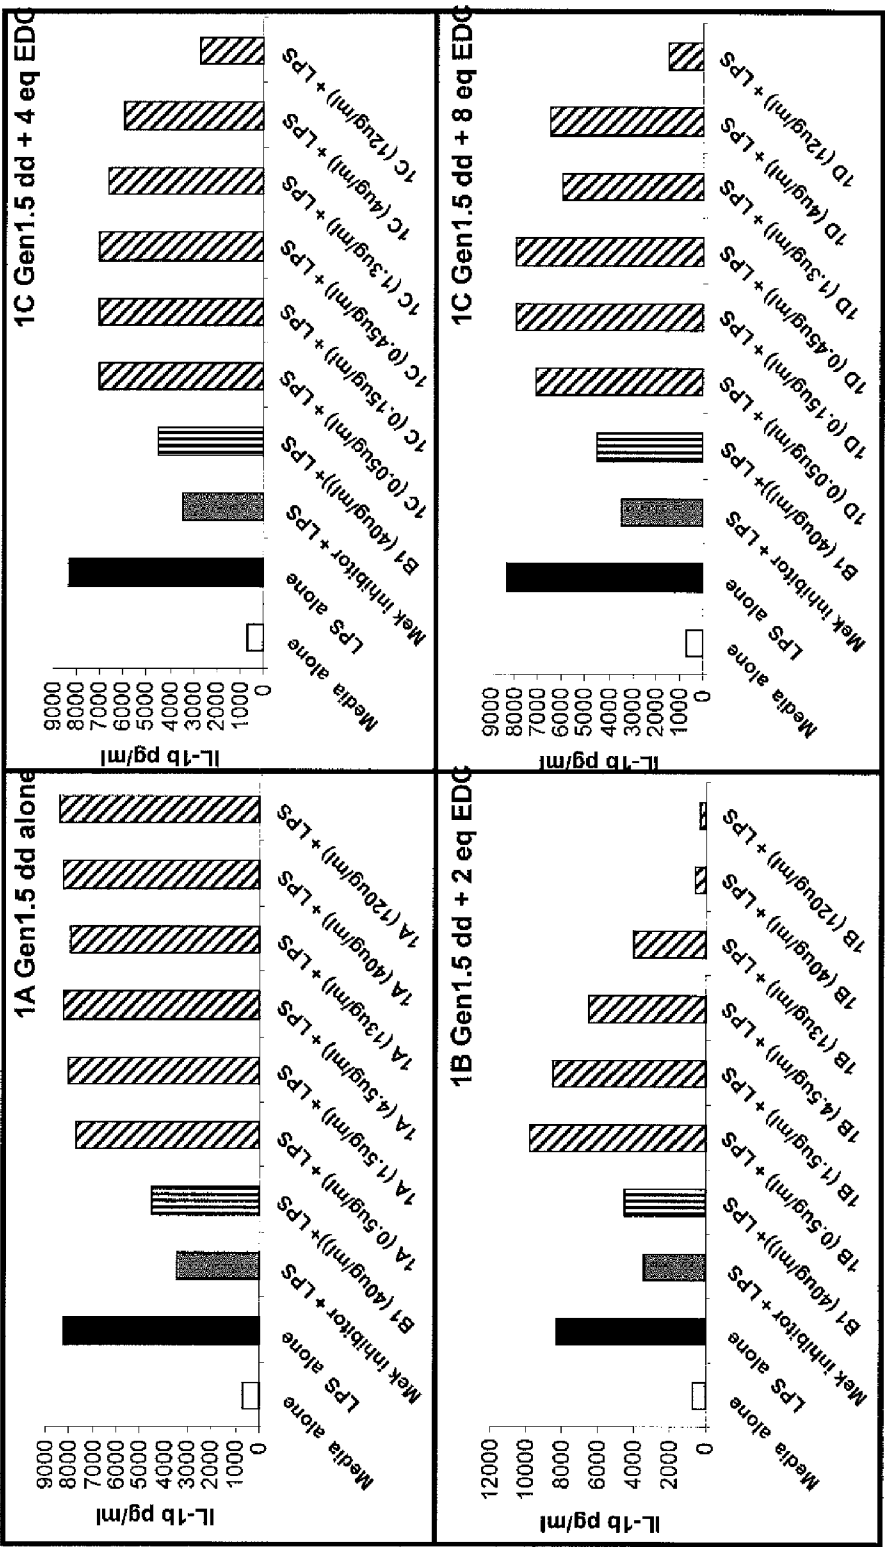 1A Gen1.5 dd alone
IL-1b pg/ml
9000
8000
7000
6000
5000
4000
3000
2000
1000
0
Media alone
LPS alone
Mek inhibitor + LPS
B1 (40ug/ml))+ LPS
1A (0.5ug/ml) + LPS
1A (1.5ug/ml)) + LPS
1A (4.5ug/ml)) + LPS
1A (13ug/ml)) + LPS
1A (40ug/ml)) + LPS
1A (120ug/ml) + LPS
1C Gen1.5 dd + 4 eq EDC
IL-1b pg/ml
9000
8000
7000
6000
5000
4000
3000
2000
1000
0
Media alone
LPS alone
Mek inhibitor + LPS
B1 (40ug/ml))+ LPS
1C (0.05ug/ml) + LPS
1C (0.15ug/ml)) + LPS
1C (0.45ug/ml)) + LPS
1C (1.3ug/ml)) + LPS
1C (4ug/ml)) + LPS
1C (12ug/ml) + LPS
1B Gen1.5 dd + 2 eq EDC
IL-1b pg/ml
12000
10000
8000
6000
4000
2000
0
Media alone
LPS alone
Mek inhibitor + LPS
B1 (40ug/ml))+ LPS
1B (0.5ug/ml) + LPS
1B (1.5ug/ml)) + LPS
1B (4.5ug/ml)) + LPS
1B (13ug/ml)) + LPS
1B (40ug/ml)) + LPS
1B (120ug/ml) + LPS
1C Gen1.5 dd + 8 eq EDC
IL-1b pg/ml
9000
8000
7000
6000
5000
4000
3000
2000
1000
0
Media alone
LPS alone
Mek inhibitor + LPS
B1 (40ug/ml))+ LPS
1D (0.05ug/ml) + LPS
1D (0.15ug/ml)) + LPS
1D (0.45ug/ml)) + LPS
1D (1.3ug/ml)) + LPS
1D (4ug/ml)) + LPS
1D (12ug/ml) + LPS